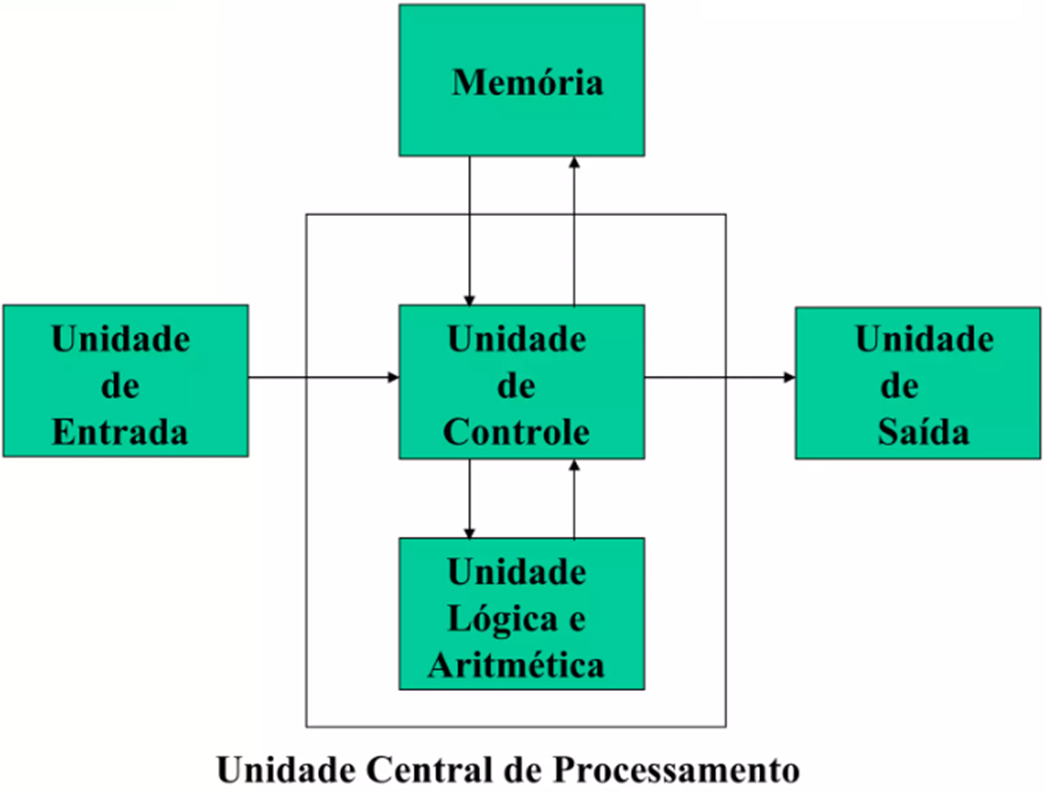 Memória
Unidade
de
Entrada
Unidade
de
Controle
Unidade
de
Saída
Unidade
Lógica e
Aritmética
Unidade Central de Processamento